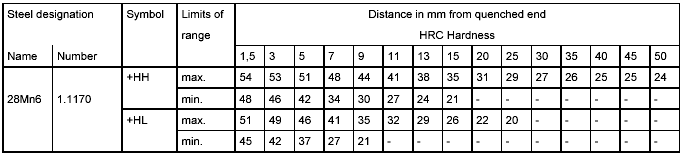 Steel designation Symbol Limits of range Distance in mm from quenched end
HRC Hardness
Name Number 1,5 3 5 7 9 11 13 15 20 25 30 35 40 45 50
28Mn6 1.1170 +HH max. 54 53 51 48 44 41 38 35 31 29 27 26 25 25 24
min. 48 46 42 34 30 27 24 21 - - - - - - -
+HL max. 51 49 46 41 35 32 29 26 22 20 - - - - -
min. 45 42 37 27 21 - - - - - - - - - -